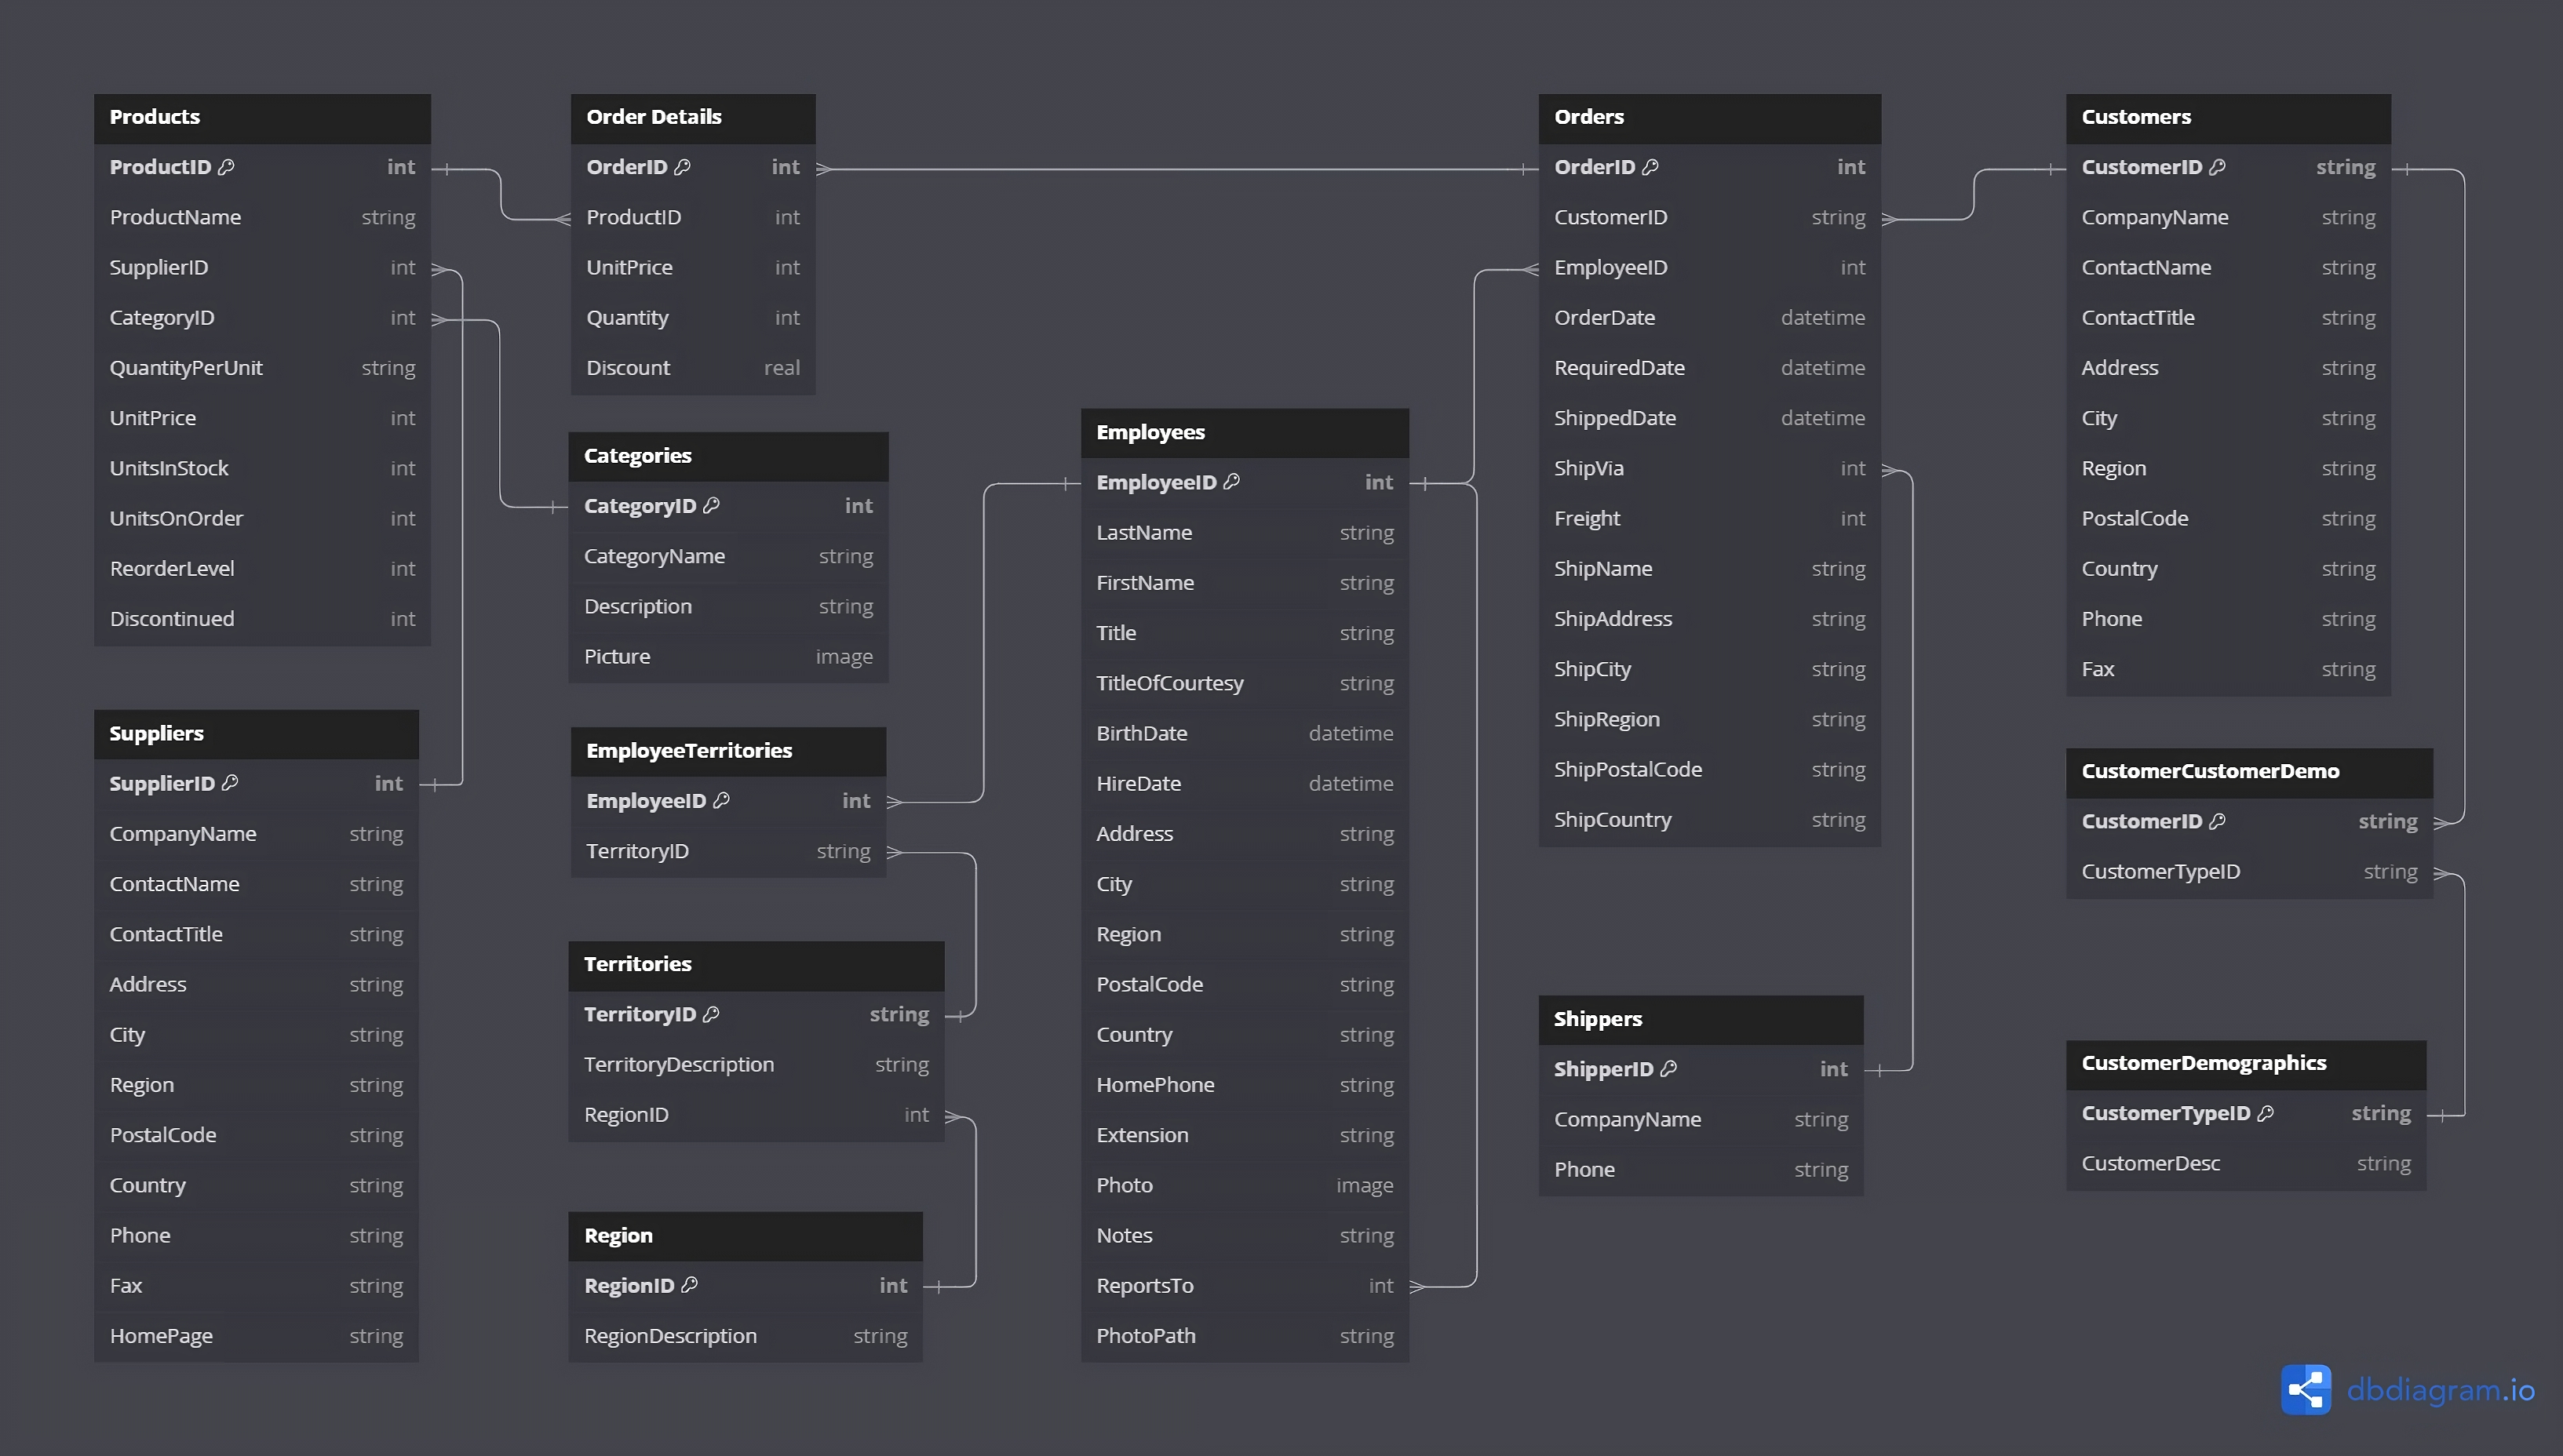 Products
ProductID int
ProductName string
SupplierID int
CategoryID int
QuantityPerUnit string
UnitPrice int
UnitsInStock int
UnitsOnOrder int
ReorderLevel int
Discontinued int
Suppliers
SupplierID int
CompanyName string
ContactName string
ContactTitle string
Address string
City string
Region string
PostalCode string
Country string
Phone string
Fax string
HomePage string
Order Details
OrderID int
ProductID int
UnitPrice int
Quantity int
Discount real
Categories
CategoryID int
CategoryName string
Description string
Picture image
EmployeeTerritories
EmployeeID int
TerritoryID string
Territories
TerritoryID string
TerritoryDescription string
RegionID int
Region
RegionID int
RegionDescription string
Employees
EmployeeID int
LastName string
FirstName string
Title string
TitleOfCourtesy string
BirthDate datetime
HireDate datetime
Address string
City string
Region string
PostalCode string
Country string
HomePhone string
Extension string
Photo image
Notes string
ReportsTo int
PhotoPath string
Orders
OrderID int
CustomerID string
EmployeeID int
OrderDate datetime
RequiredDate datetime
ShippedDate datetime
ShipVia int
Freight int
ShipName string
ShipAddress string
ShipCity string
ShipRegion string
ShipPostalCode string
ShipCountry string
Shippers
ShipperID int
CompanyName string
Phone string
Customers
CustomerID string
CompanyName string
ContactName string
ContactTitle string
Address string
City string
Region string
PostalCode string
Country string
Phone string
Fax string
CustomerCustomerDemo
CustomerID string
CustomerTypeID string
CustomerDemographics
CustomerTypeID string
CustomerDesc string
dbdiagram.io